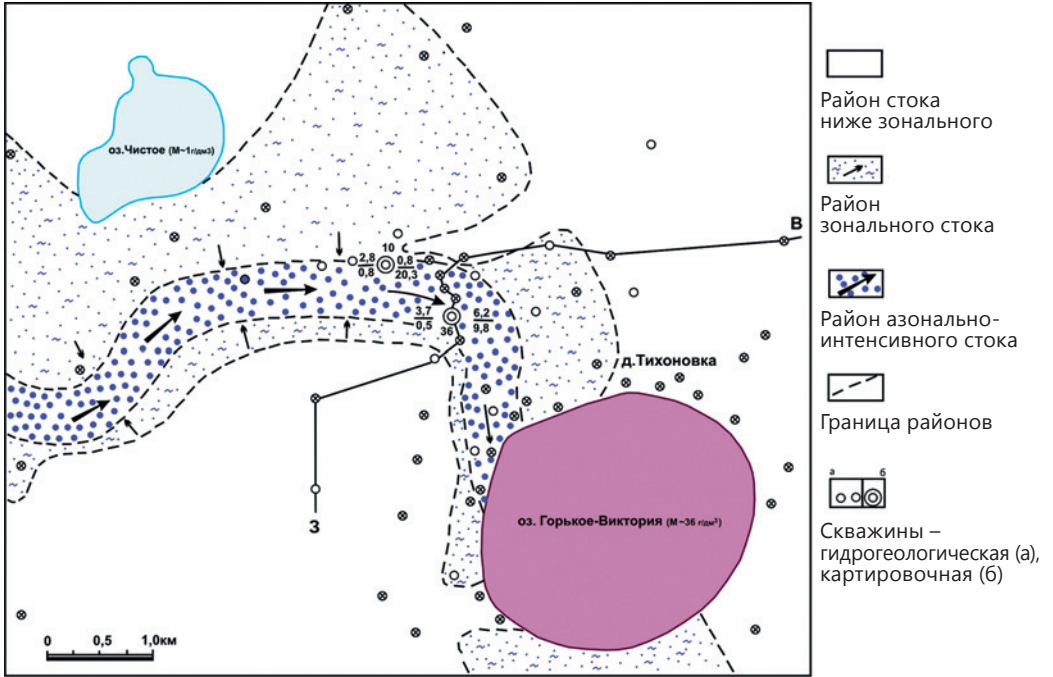 оз.Чистое (М~1г/дм3)
В
10
2,8
0,8
0,8
20,3
3,7
0,5
36
6,2
9,8
д.Тихоновка
оз. Горькое-Виктория (М~36 г/дм³)
З
0 0,5 1,0км
Район стока
ниже зонального
Район
зонального стока
Район азонально-
интенсивного стока
Граница районов
а б
Скважины –
гидрогеологическая (а),
картировочная (б)